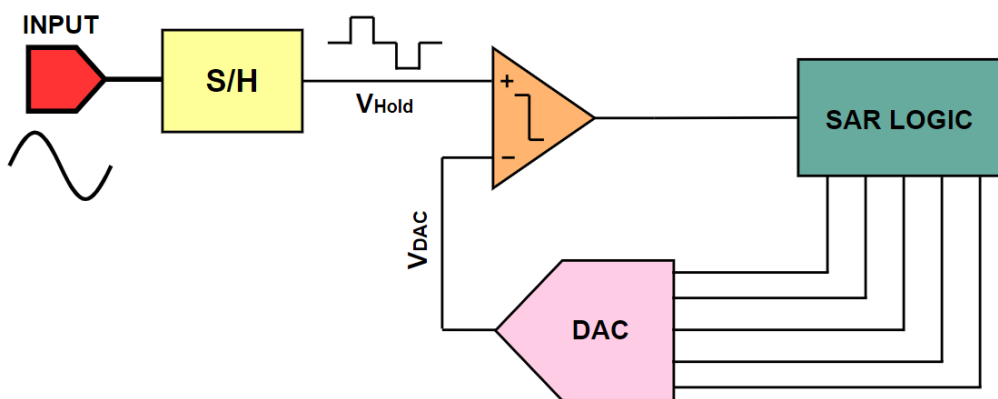 INPUT
S/H
VHold
+
−
SAR LOGIC
VDAC
DAC